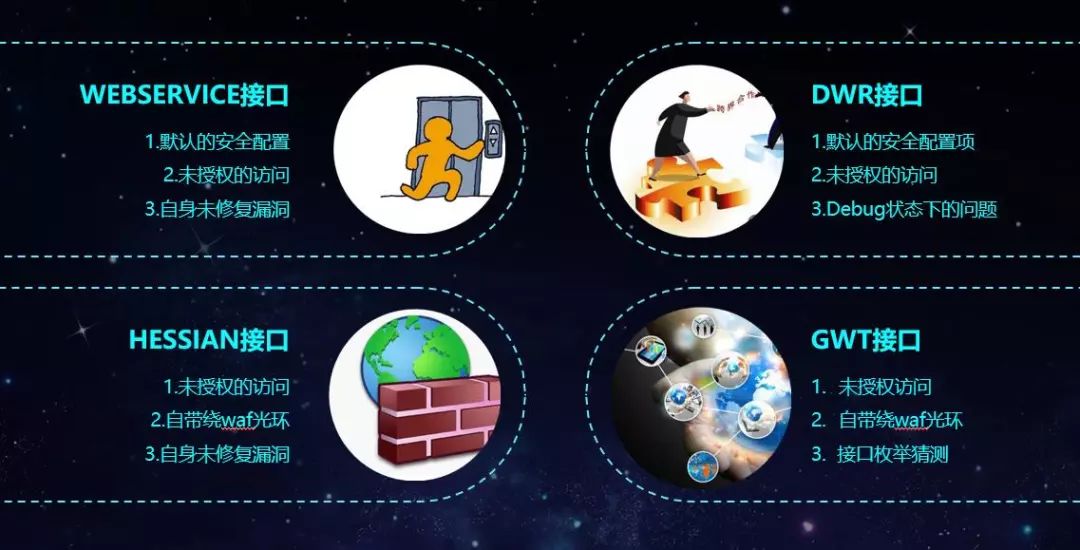 WEBSERVICE接口
1.默认的安全配置
2.未授权的访问
3.自身未修复漏洞
DWR接口
1.默认的安全配置项
2.未授权的访问
3.Debug状态下的问题
跨界合作
HESSIAN接口
1.未授权的访问
2.自带绕waf光环
3.自身未修复漏洞
GWT接口
1. 未授权访问
2. 自带绕waf光环
3. 接口枚举猜测